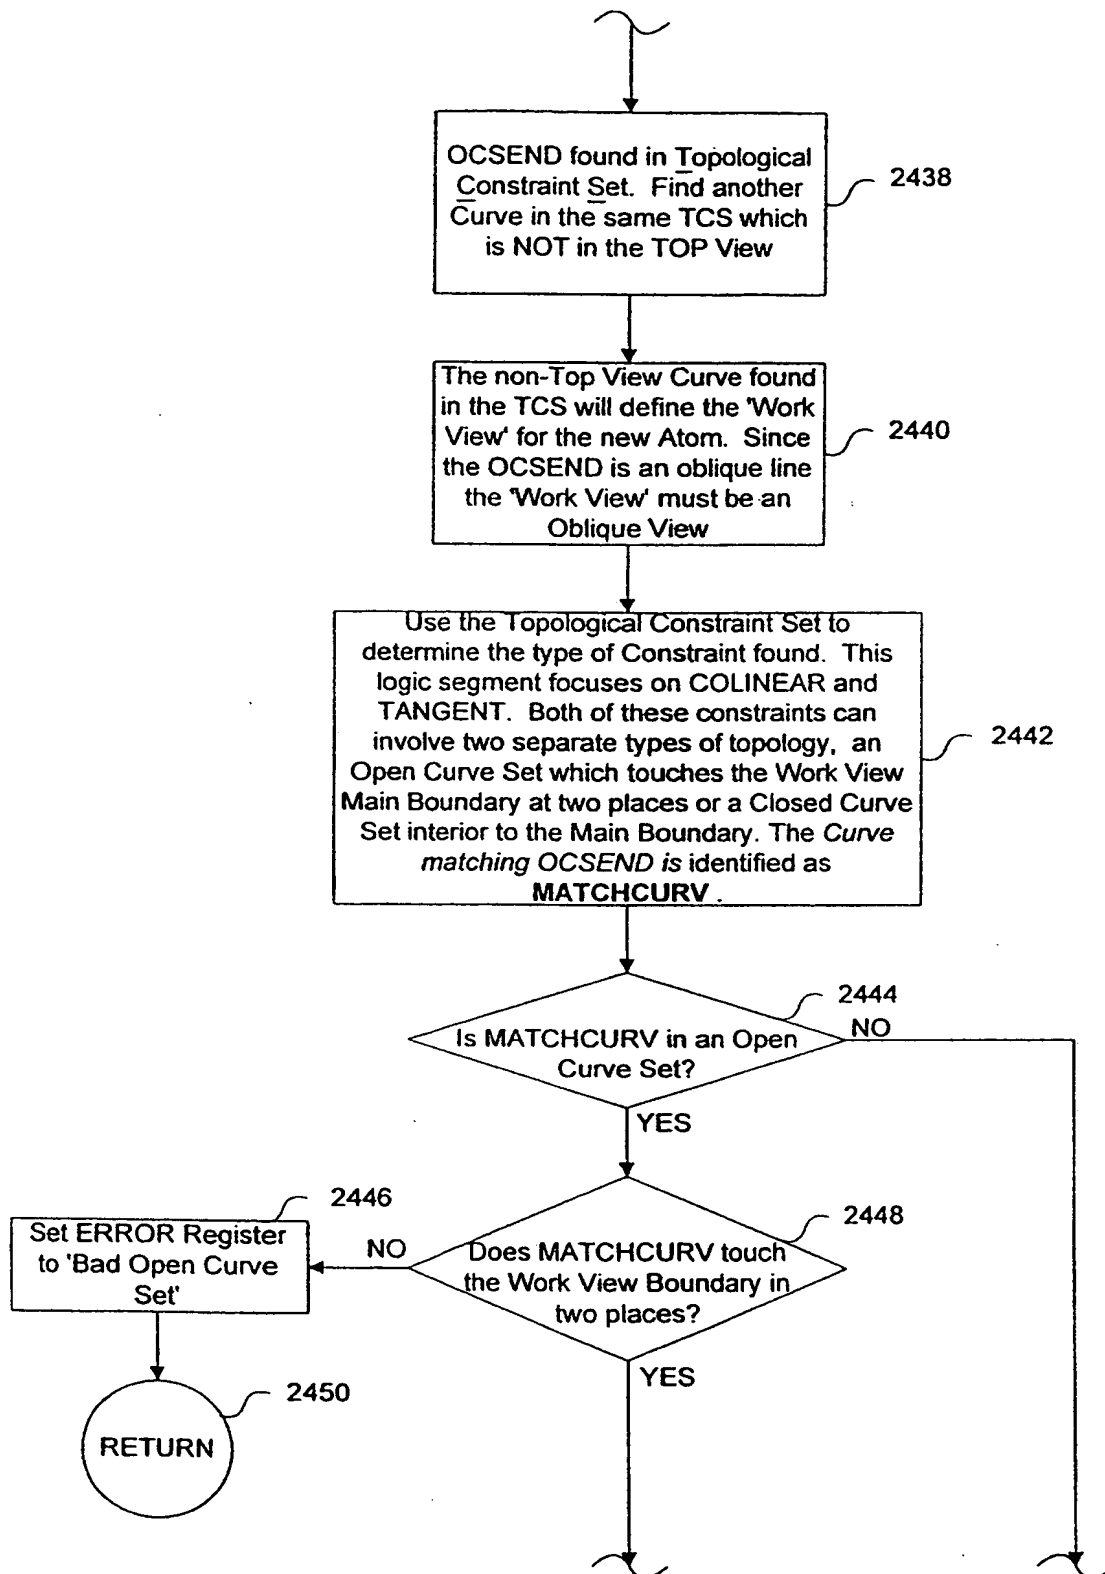 OCSEND found in Topological
Constraint Set. Find another
Curve in the same TCS which
is NOT in the TOP View
2438
The non-Top View Curve found
in the TCS will define the 'Work
View' for the new Atom. Since
the OCSEND is an oblique line
the 'Work View' must be an
Oblique View
2440
Use the Topological Constraint Set to
determine the type of Constraint found. This
logic segment focuses on COLINEAR and
TANGENT. Both of these constraints can
involve two separate types of topology, an
Open Curve Set which touches the Work View
Main Boundary at two places or a Closed Curve
Set interior to the Main Boundary. The Curve
matching OCSEND is identified as
MATCHCURV.
2442
2444
Is MATCHCURV in an Open
Curve Set?
NO
YES
2446
Set ERROR Register
to 'Bad Open Curve
Set'
NO
2448
Does MATCHCURV touch
the Work View Boundary in
two places?
YES
2450
RETURN